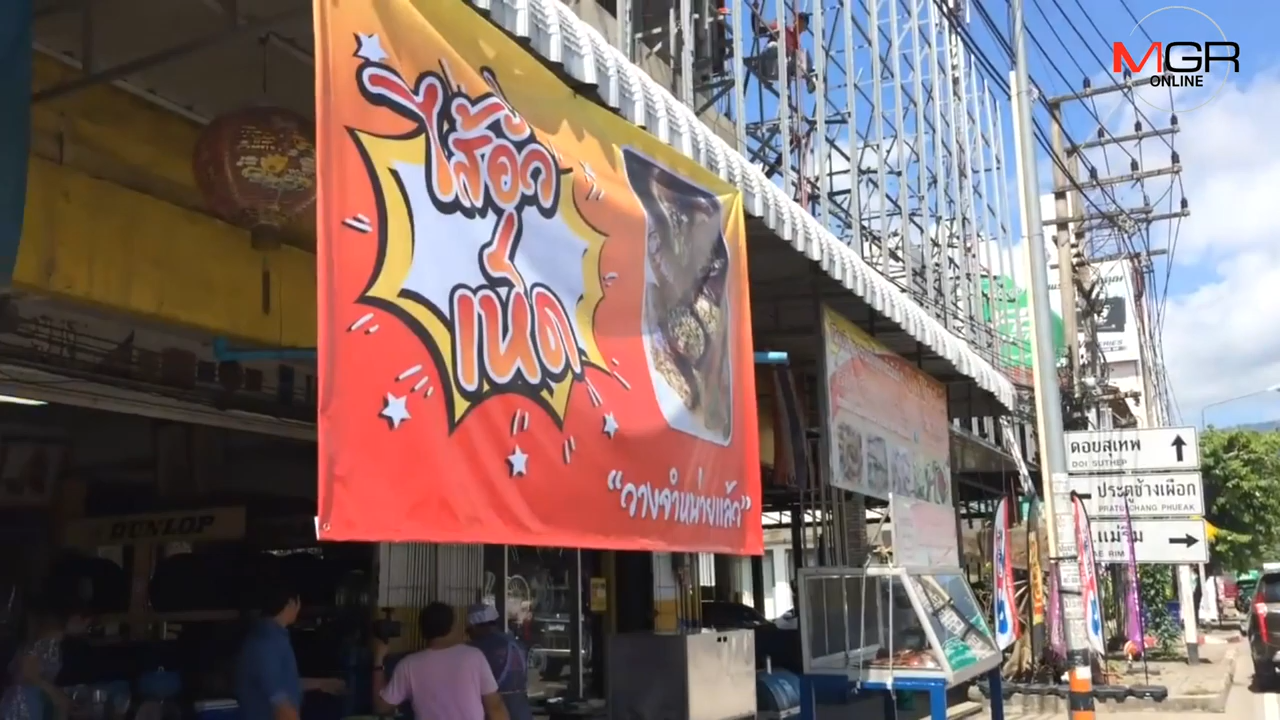 MGR
ONLINE
ไส้อั่ว
เห็ด
“วางจำหน่ายแล้ว”
DUNLOP
ดอยสุเทพ
DOI SUTHEP
ประตูช้างเผือก
PRATU CHANG PHUEAK
แม่ริม
AE RIM